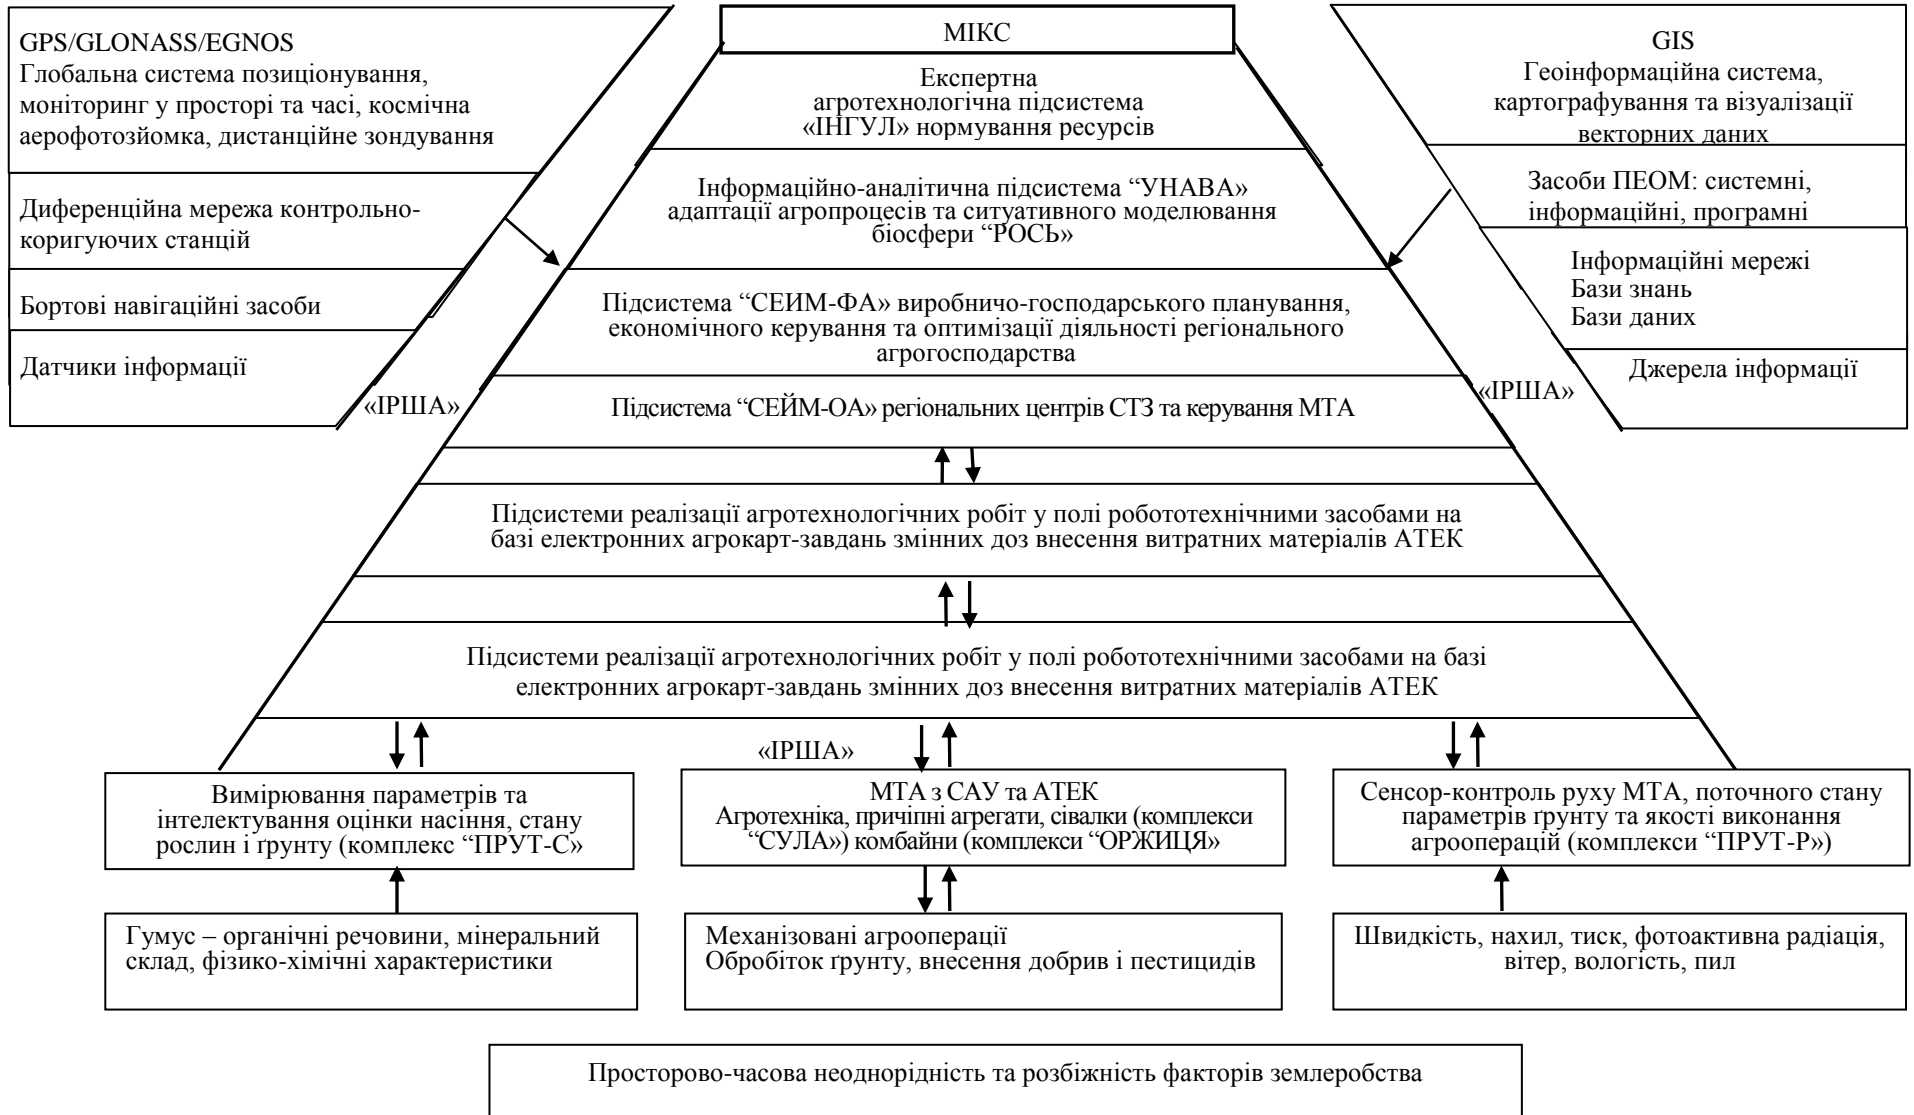 GPS/GLONASS/EGNOS
Глобальна система позиціонування,
моніторинг у просторі та часі, космічна
аерофотозйомка, дистанційне зондування
Диференційна мережа контрольно-
коригуючих станцій
Бортові навігаційні засоби
Датчики інформації
«ІРША»
МІКС
Експертна
агротехнологічна підсистема
«ІНГУЛ» нормування ресурсів
Інформаційно-аналітична підсистема “УНАВА»
адаптації агропроцесів та ситуативного моделювання
біосфери “РОСЬ»
Підсистема “СЕИМ-ФА» виробничо-господарського планування,
економічного керування та оптимізації діяльності регіонального
агрогосподарства
Підсистема “СЕЙМ-ОА» регіональних центрів СТЗ та керування МТА
GIS
Геоінформаційна система,
картографування та візуалізації
векторних даних
Засоби ПЕОМ: системні,
інформаційні, програмні
Інформаційні мережі
Бази знань
Бази даних
Джерела інформації
«ІРША»
Підсистеми реалізації агротехнологічних робіт у полі робототехнічними засобами на
базі електронних агрокарт-завдань змінних доз внесення витратних матеріалів АТЕК
Підсистеми реалізації агротехнологічних робіт у полі робототехнічними засобами на базі
електронних агрокарт-завдань змінних доз внесення витратних матеріалів АТЕК
«ІРША»
Вимірювання параметрів та
інтелектування оцінки насіння, стану
рослин і ґрунту (комплекс “ПРУТ-С»
МТА з САУ та АТЕК
Агротехніка, причіпні агрегати, сівалки (комплекси
“СУЛА») комбайни (комплекси “ОРЖИЦЯ»
Сенсор-контроль руху МТА, поточного стану
параметрів ґрунту та якості виконання
агрооперацій (комплекси “ПРУТ-Р»)
Гумус – органічні речовини, мінеральний
склад, фізико-хімічні характеристики
Механізовані агрооперації
Обробіток ґрунту, внесення добрив і пестицидів
Швидкість, нахил, тиск, фотоактивна радіація,
вітер, вологість, пил
Просторово-часова неоднорідність та розбіжність факторів землеробства